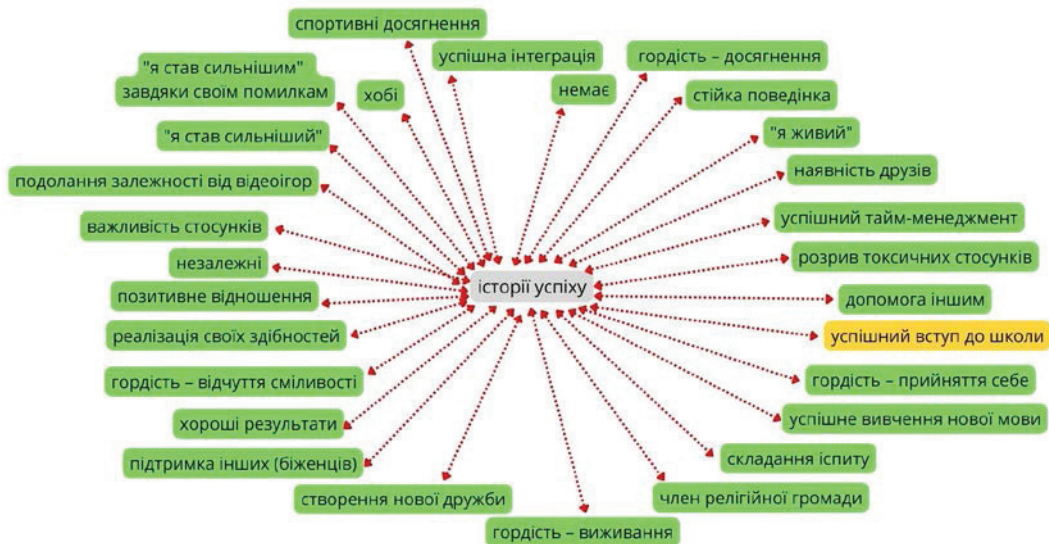 спортивні досягнення
успішна інтеграція
гордість – досягнення
"я став сильнішим"
завдяки своїм помилкам
хобі
немає
стійка поведінка
"я став сильніший"
"я живий"
подолання залежності від відеоігор
наявність друзів
важливість стосунків
успішний тайм-менеджмент
незалежні
розрив токсичних стосунків
історії успіху
позитивне відношення
допомога іншим
реалізація своїх здібностей
успішний вступ до школи
гордість – відчуття сміливості
гордість – прийняття себе
хороші результати
успішне вивчення нової мови
підтримка інших (біженців)
складання іспиту
створення нової дружби
член релігійної громади
гордість – виживання